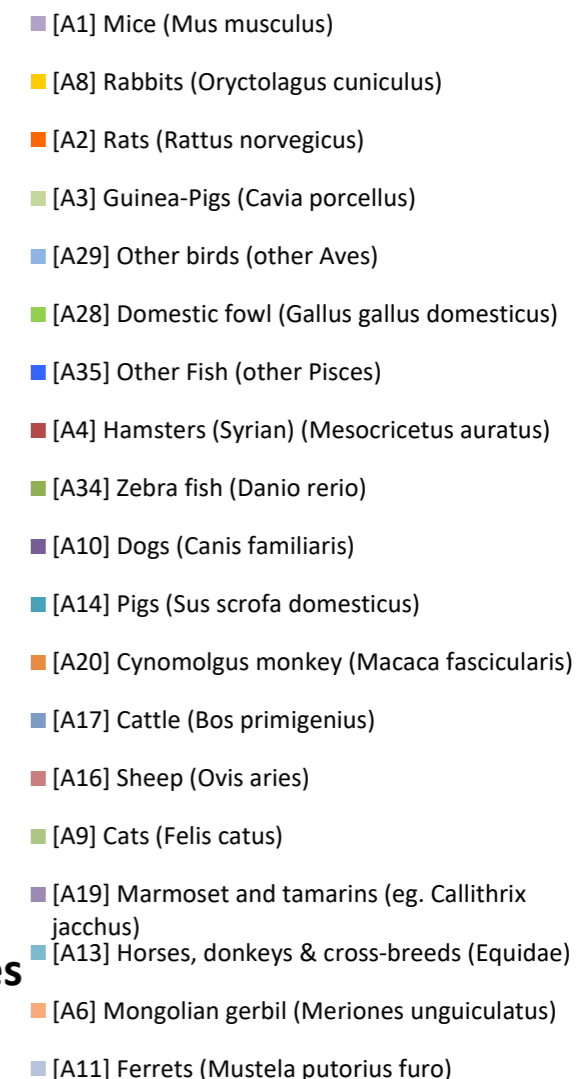 [A1] Mice (Mus musculus)
[A8] Rabbits (Oryctolagus cuniculus)
[A2] Rats (Rattus norvegicus)
[A3] Guinea-Pigs (Cavia porcellus)
[A29] Other birds (other Aves)
[A28] Domestic fowl (Gallus gallus domesticus)
[A35] Other Fish (other Pisces)
[A4] Hamsters (Syrian) (Mesocricetus auratus)
[A34] Zebra fish (Danio rerio)
[A10] Dogs (Canis familiaris)
[A14] Pigs (Sus scrofa domesticus)
[A20] Cynomolgus monkey (Macaca fascicularis)
[A17] Cattle (Bos primigenius)
[A16] Sheep (Ovis aries)
[A9] Cats (Felis catus)
[A19] Marmoset and tamarins (eg. Callithrix
jacchus)
[A13] Horses, donkeys & cross-breeds (Equidae)
[A6] Mongolian gerbil (Meriones unguiculatus)
[A11] Ferrets (Mustela putorius furo)